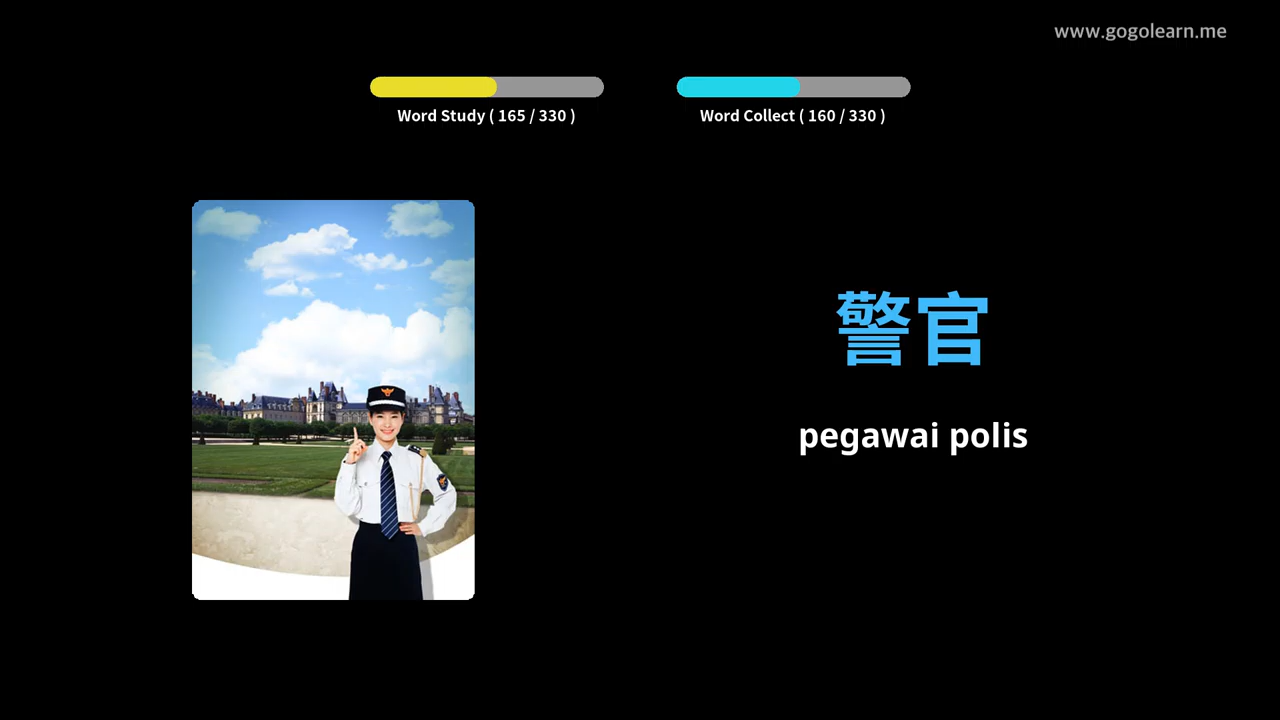 www.gogolearn.me
Word Study ( 165 / 330 )
Word Collect ( 160 / 330 )
警官
pegawai polis